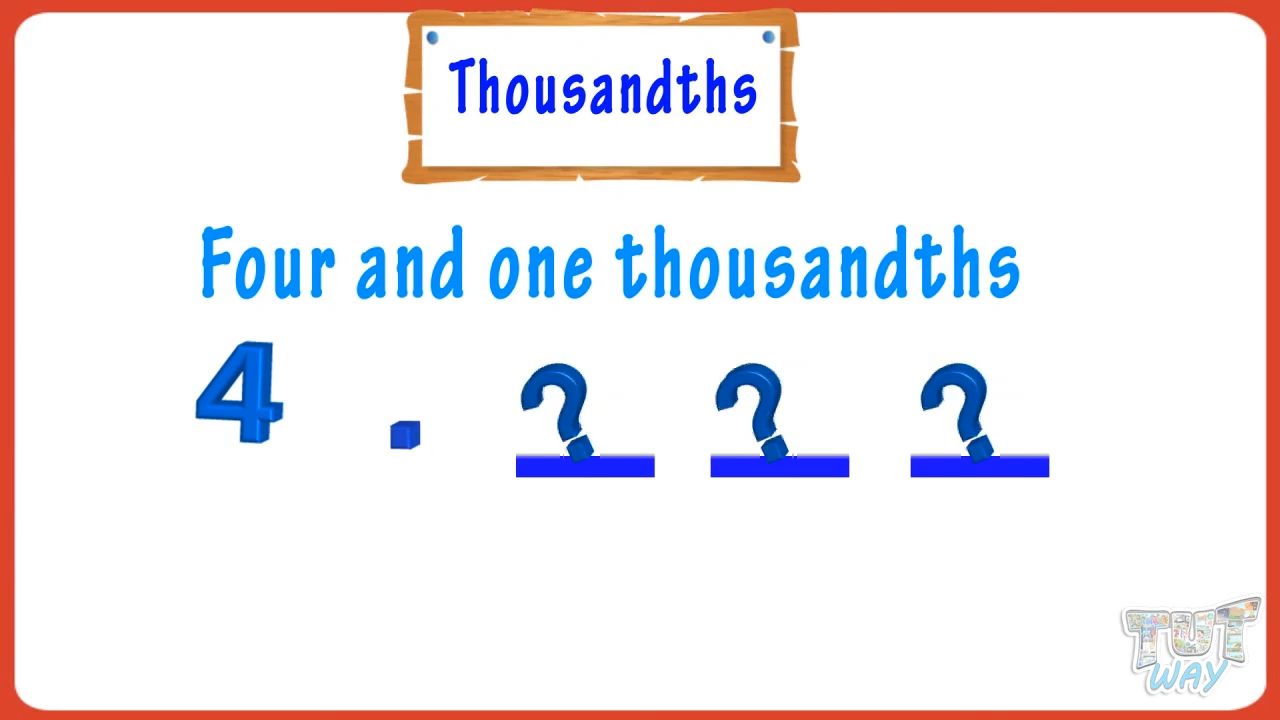 Thousandths
Four and one thousandths
4 . ? ? ?
TUT
WAY